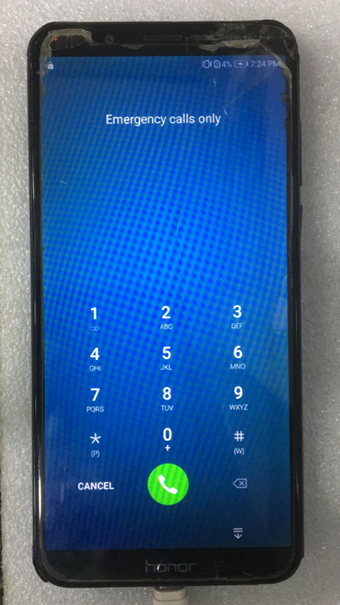 4% 7:24 PM
Emergency calls only
1 2 3
ABC DEF
4 5 6
GHI JKL MNO
7 8 9
PQRS TUV WXYZ
* 0 #
(P) + (W)
CANCEL
honor